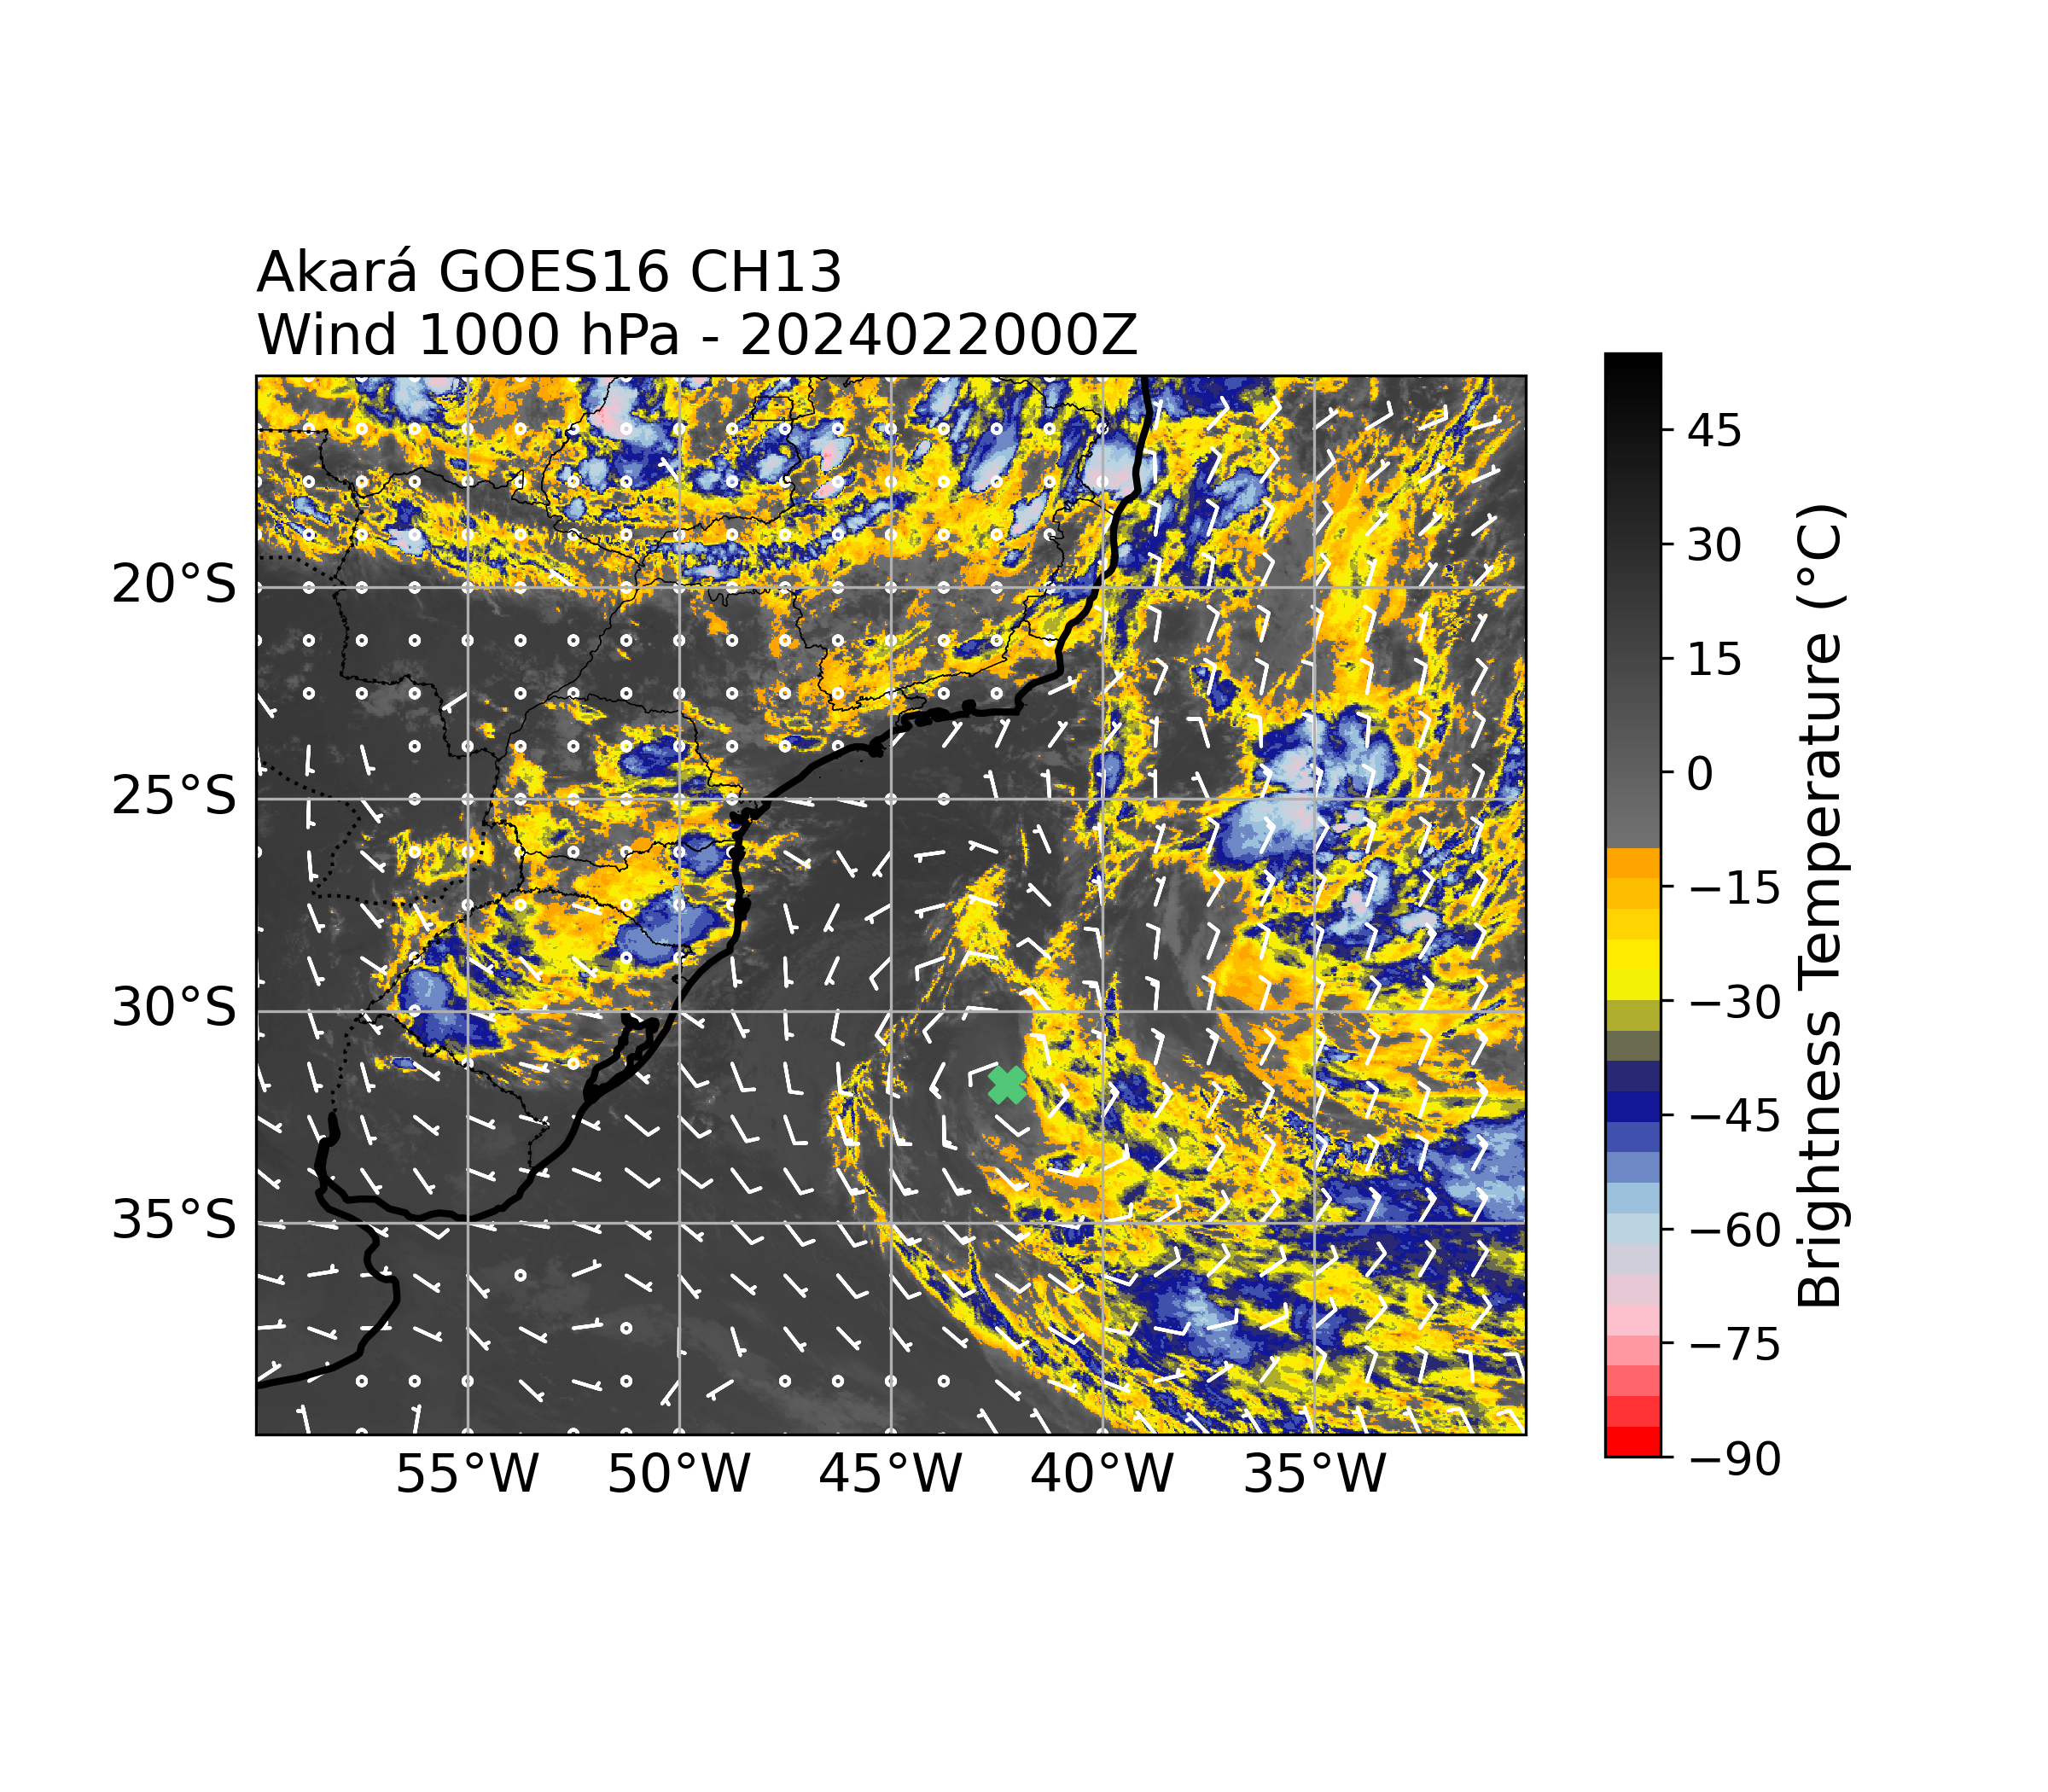 Akará GOES16 CH13
Wind 1000 hPa - 2024022000Z
20°S
25°S
30°S
35°S
55°W
50°W
45°W
40°W
35°W
45
30
15
0
−15
−30
−45
−60
−75
−90
Brightness Temperature (°C)